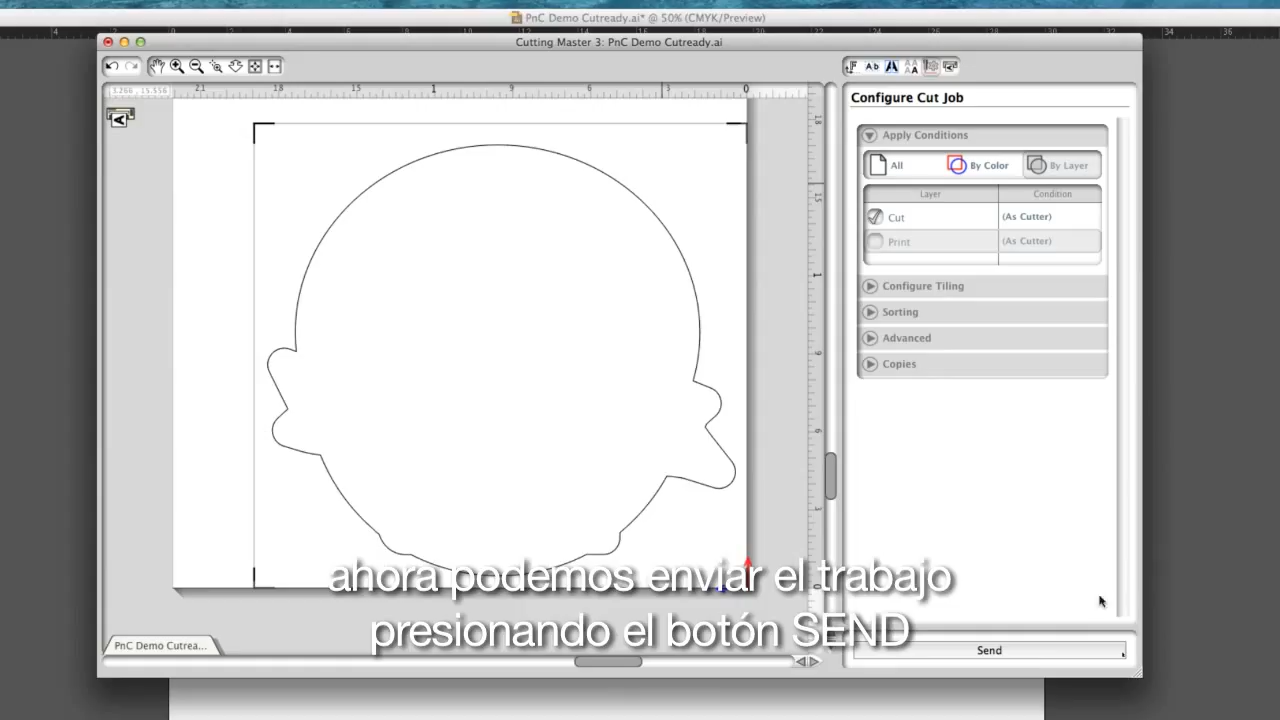 PnC Demo Cutready.ai* @ 50% (CMYK/Preview)
Cutting Master 3: PnC Demo Cutready.ai
Configure Cut Job
Apply Conditions
All
By Color
By Layer
Layer
Condition
Cut
(As Cutter)
Print
(As Cutter)
Configure Tiling
Sorting
Advanced
Copies
ahora podemos enviar el trabajo
presionando el botón SEND
PnC Demo Cutrea...
Send